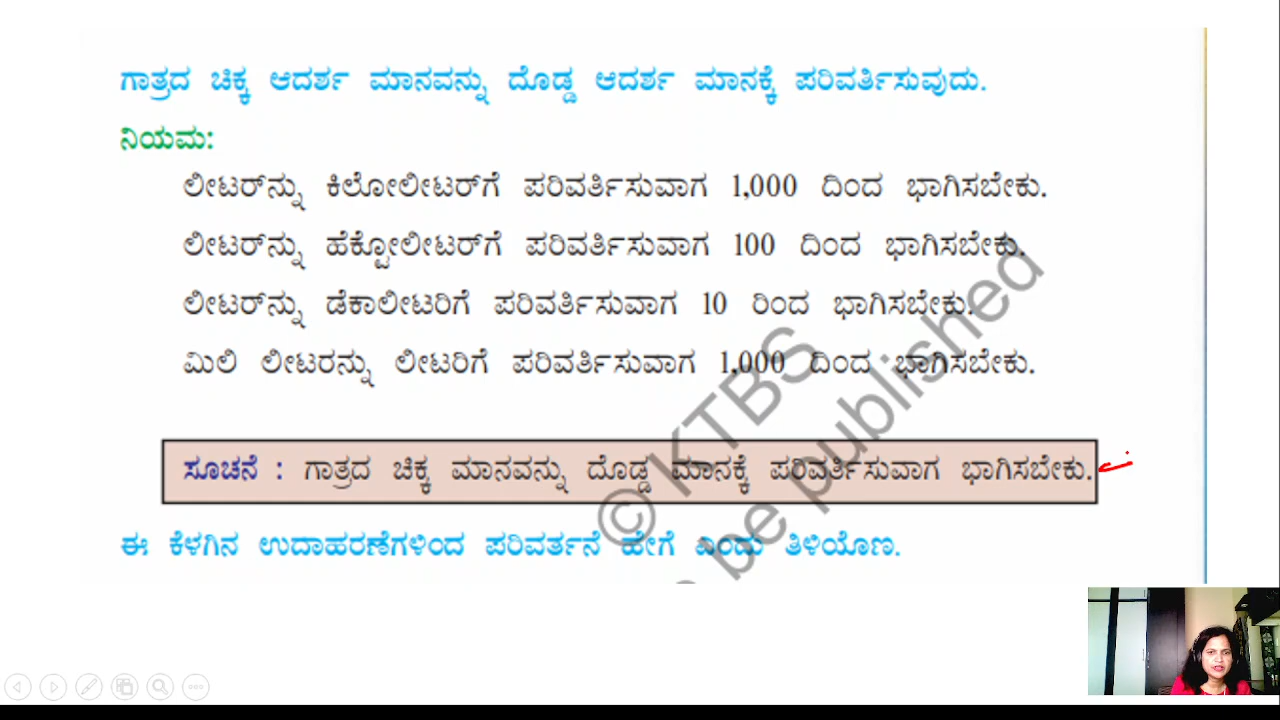 ಗಾತ್ರದ ಚಿಕ್ಕ ಆದರ್ಶ ಮಾನವನ್ನು ದೊಡ್ಡ ಆದರ್ಶ ಮಾನಕ್ಕೆ ಪರಿವರ್ತಿಸುವುದು.
ನಿಯಮ:
ಲೀಟರ್‌ನ್ನು ಕಿಲೋಲೀಟರ್‌ಗೆ ಪರಿವರ್ತಿಸುವಾಗ 1,000 ದಿಂದ ಭಾಗಿಸಬೇಕು.
ಲೀಟರ್‌ನ್ನು ಹೆಕ್ಟೋಲೀಟರ್‌ಗೆ ಪರಿವರ್ತಿಸುವಾಗ 100 ದಿಂದ ಭಾಗಿಸಬೇಕು.
ಲೀಟರ್‌ನ್ನು ಡೆಕಾಲೀಟರಿಗೆ ಪರಿವರ್ತಿಸುವಾಗ 10 ರಿಂದ ಭಾಗಿಸಬೇಕು.
ಮಿಲಿ ಲೀಟರನ್ನು ಲೀಟರಿಗೆ ಪರಿವರ್ತಿಸುವಾಗ 1,000 ದಿಂದ ಭಾಗಿಸಬೇಕು.
ಸೂಚನೆ : ಗಾತ್ರದ ಚಿಕ್ಕ ಮಾನವನ್ನು ದೊಡ್ಡ ಮಾನಕ್ಕೆ ಪರಿವರ್ತಿಸುವಾಗ ಭಾಗಿಸಬೇಕು.
ಈ ಕೆಳಗಿನ ಉದಾಹರಣೆಗಳಿಂದ ಪರಿವರ್ತನೆ ಹೇಗೆ ಎಂದು ತಿಳಿಯೋಣ.
© KTBS
be published